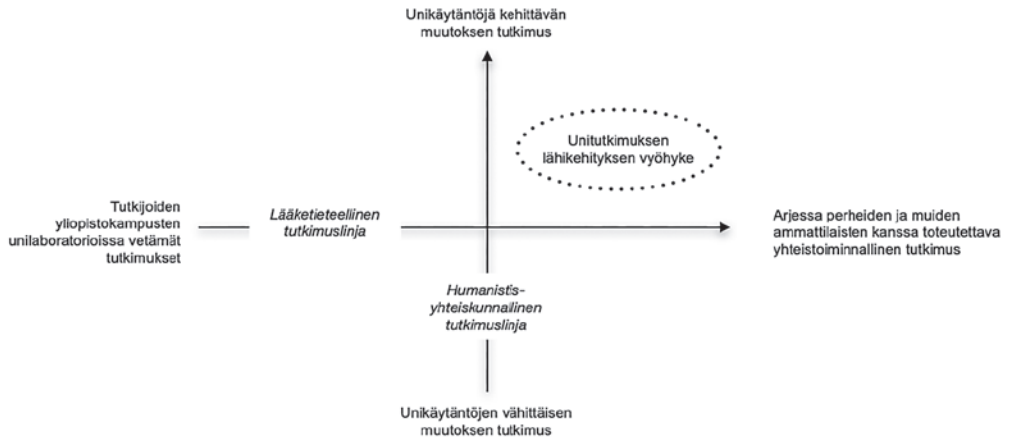 Unikäytäntöjä kehittävän
muutoksen tutkimus
Unitutkimuksen
lähikehityksen vyöhyke
Tutkijoiden
yliopistokampusten
unilaboratorioissa vetämät
tutkimukset
Lääketieteellinen
tutkimuslinja
Arjessa perheiden ja muiden
ammattilaisten kanssa toteutettava
yhteistoiminnallinen tutkimus
Humanistis-
yhteiskunnallinen
tutkimuslinja
Unikäytäntöjen vähittäisen
muutoksen tutkimus